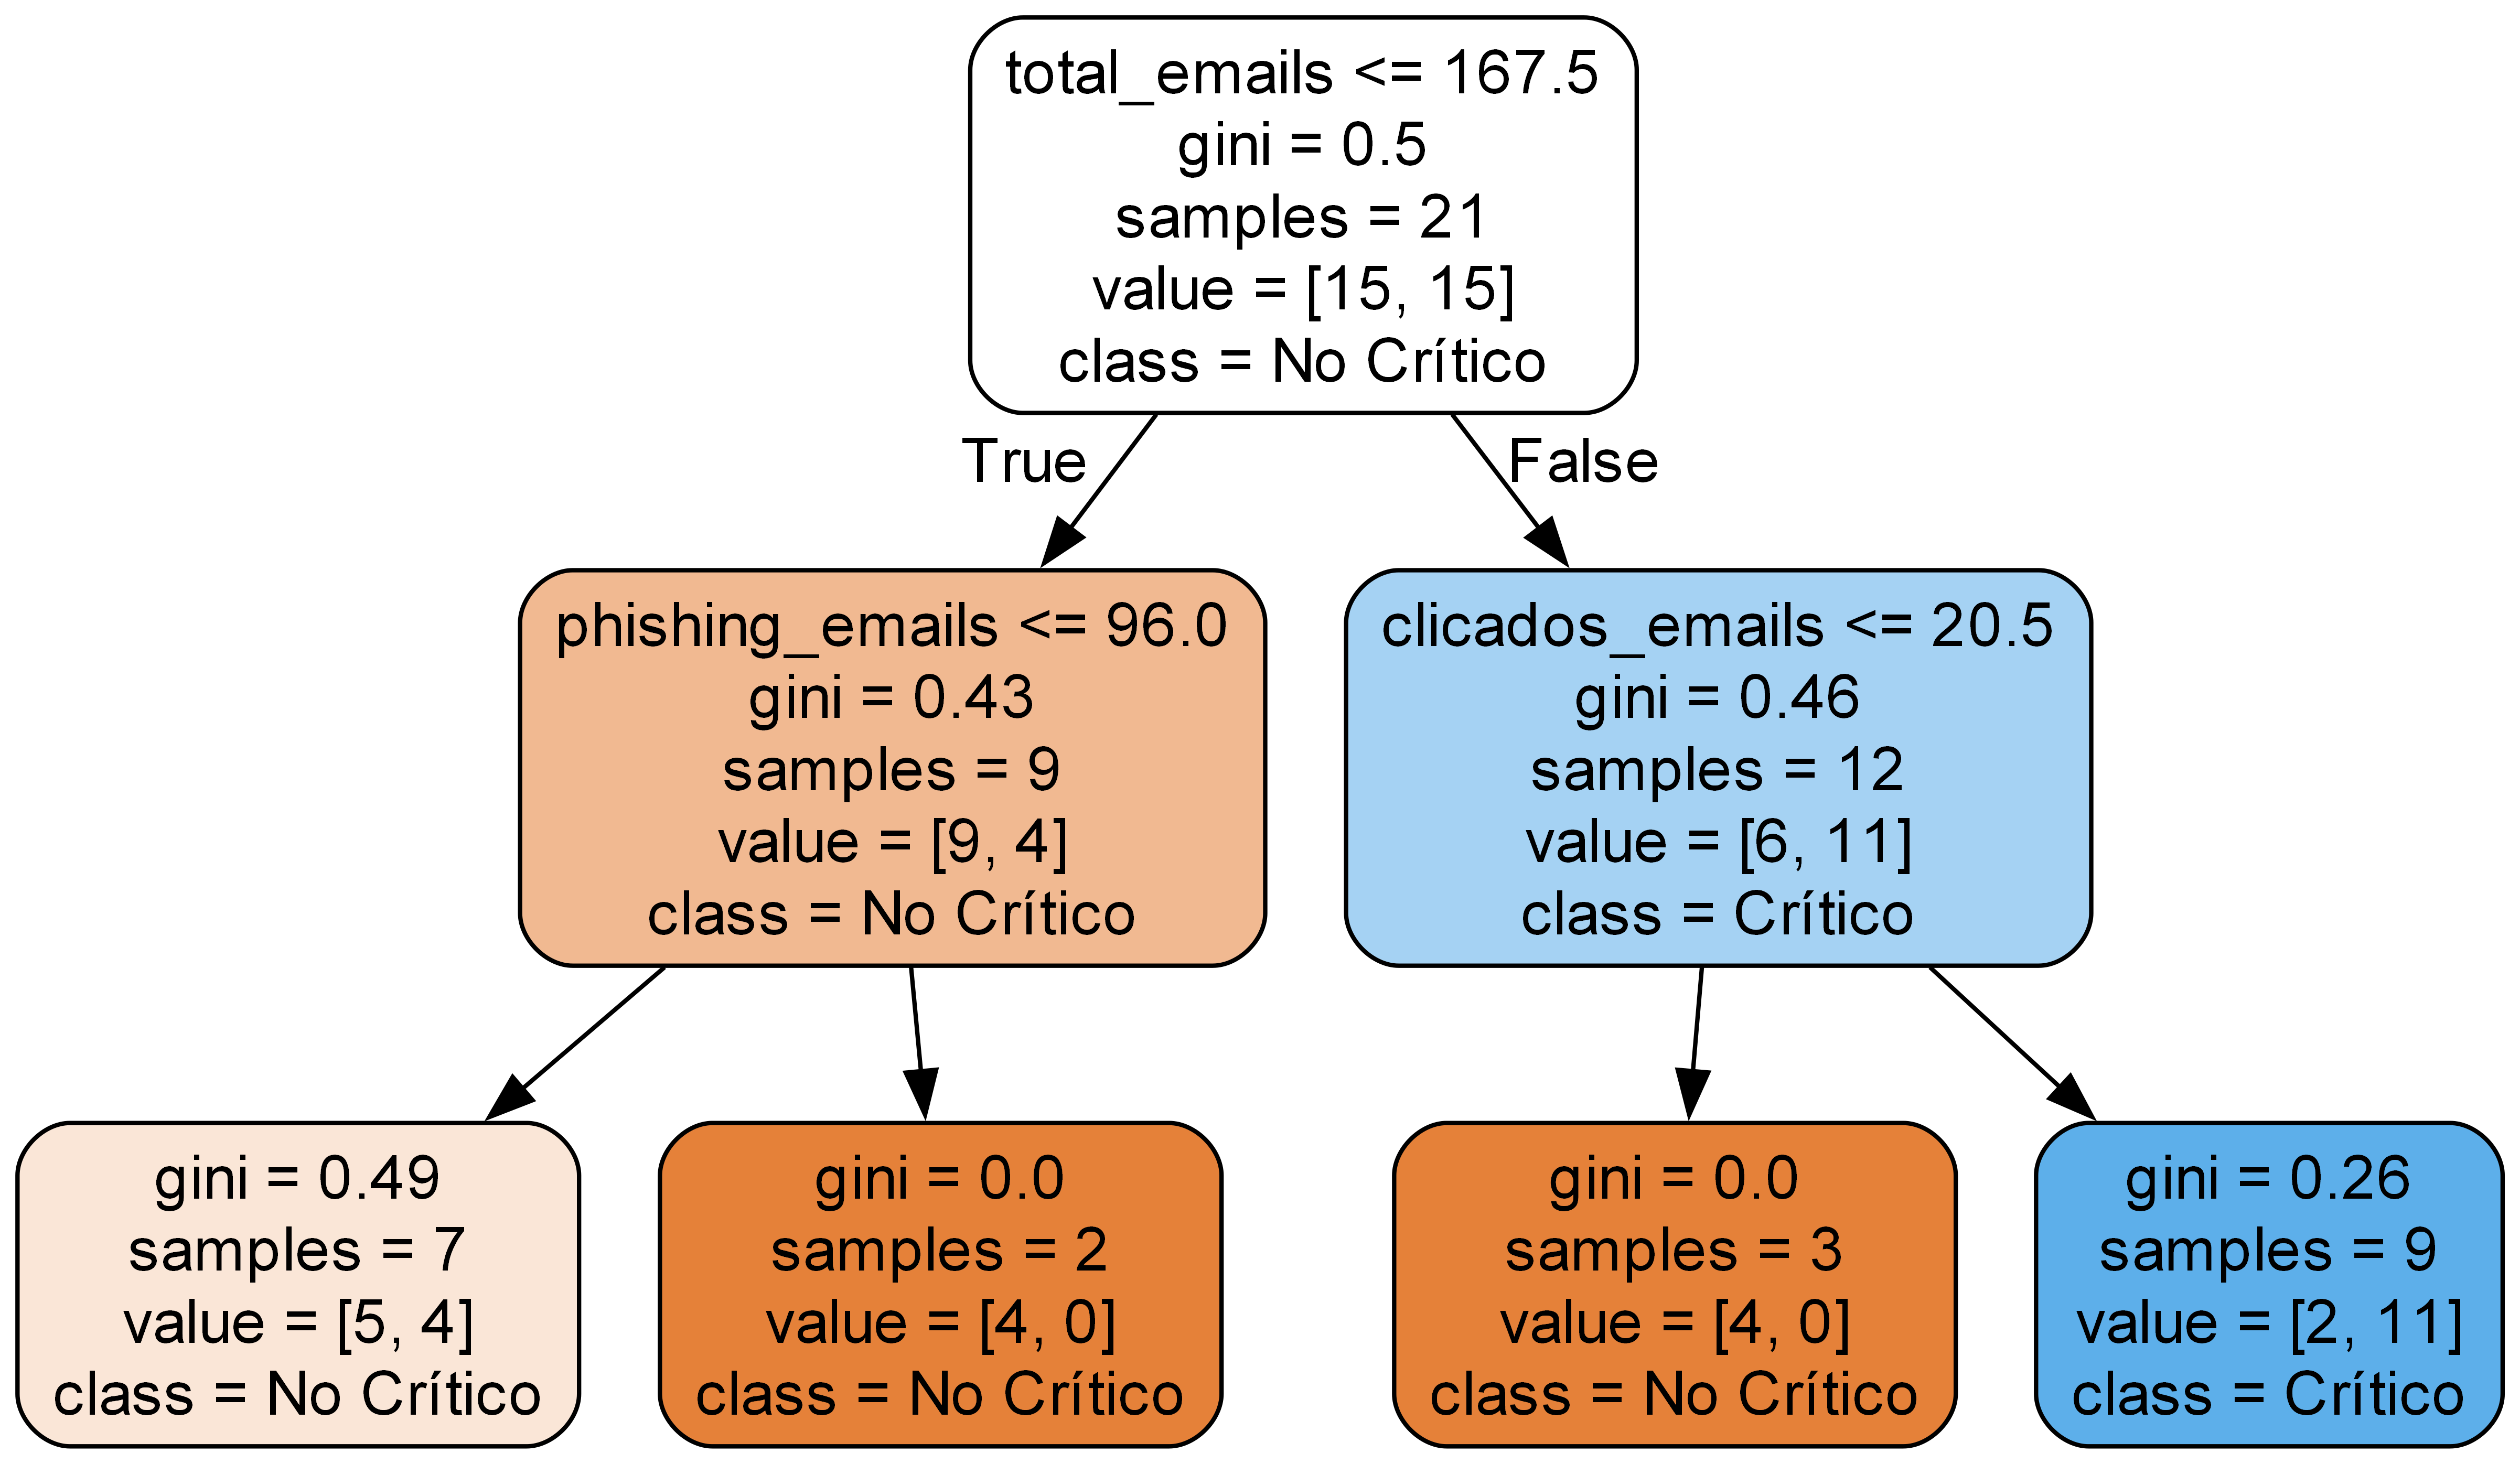 total_emails <= 167.5
gini = 0.5
samples = 21
value = [15, 15]
class = No Crítico
True
False
phishing_emails <= 96.0
gini = 0.43
samples = 9
value = [9, 4]
class = No Crítico
clicados_emails <= 20.5
gini = 0.46
samples = 12
value = [6, 11]
class = Crítico
gini = 0.49
samples = 7
value = [5, 4]
class = No Crítico
gini = 0.0
samples = 2
value = [4, 0]
class = No Crítico
gini = 0.0
samples = 3
value = [4, 0]
class = No Crítico
gini = 0.26
samples = 9
value = [2, 11]
class = Crítico